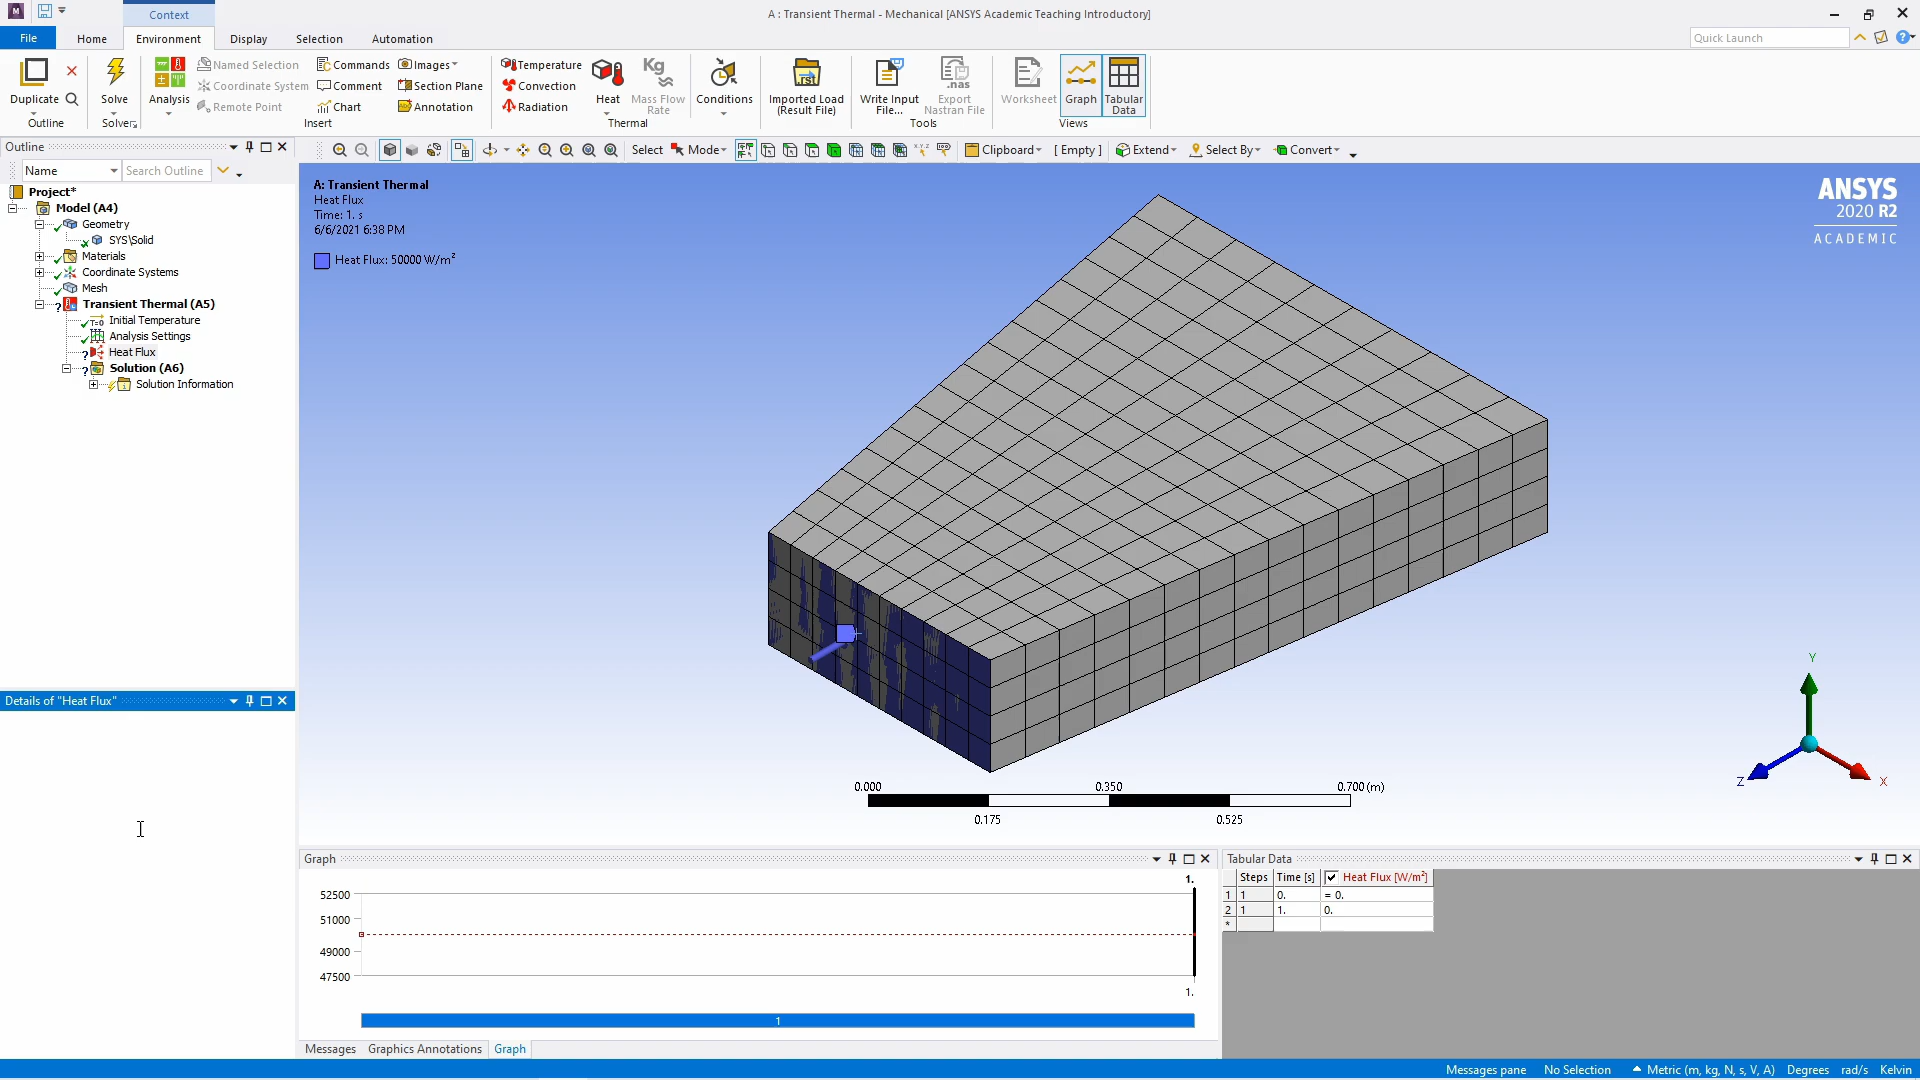 Context
A : Transient Thermal - Mechanical [ANSYS Academic Teaching Introductory]
File Home Environment Display Selection Automation
Quick Launch
Duplicate
Outline
Solve
Solver
Analysis
Named Selection
Coordinate System
Remote Point
Commands
Comment
Chart
Images
Section Plane
Annotation
Insert
Temperature
Convection
Radiation
Heat
Mass Flow
Rate
Thermal
Conditions
Imported Load
(Result File)
Write Input
File...
Export
Nastran File
Tools
Worksheet
Graph
Tabular
Data
Views
Outline
Name
Search Outline
Select Mode
Clipboard [ Empty ] Extend Select By Convert
Project*
Model (A4)
Geometry
SYS\Solid
Materials
Coordinate Systems
Mesh
Transient Thermal (A5)
Initial Temperature
Analysis Settings
Heat Flux
Solution (A6)
Solution Information
A: Transient Thermal
Heat Flux
Time: 1. s
6/6/2021 6:38 PM
Heat Flux: 50000 W/m²
ANSYS
2020 R2
ACADEMIC
Y
Z
X
0.000 0.350 0.700 (m)
0.175 0.525
Details of "Heat Flux"
Graph
1.
52500
51000
49000
47500
1.
1
Messages Graphics Annotations Graph
Tabular Data
Steps Time [s] Heat Flux [W/m²]
1 1 0. = 0.
2 1 1. 0.
*
Messages pane No Selection Metric (m, kg, N, s, V, A) Degrees rad/s Kelvin